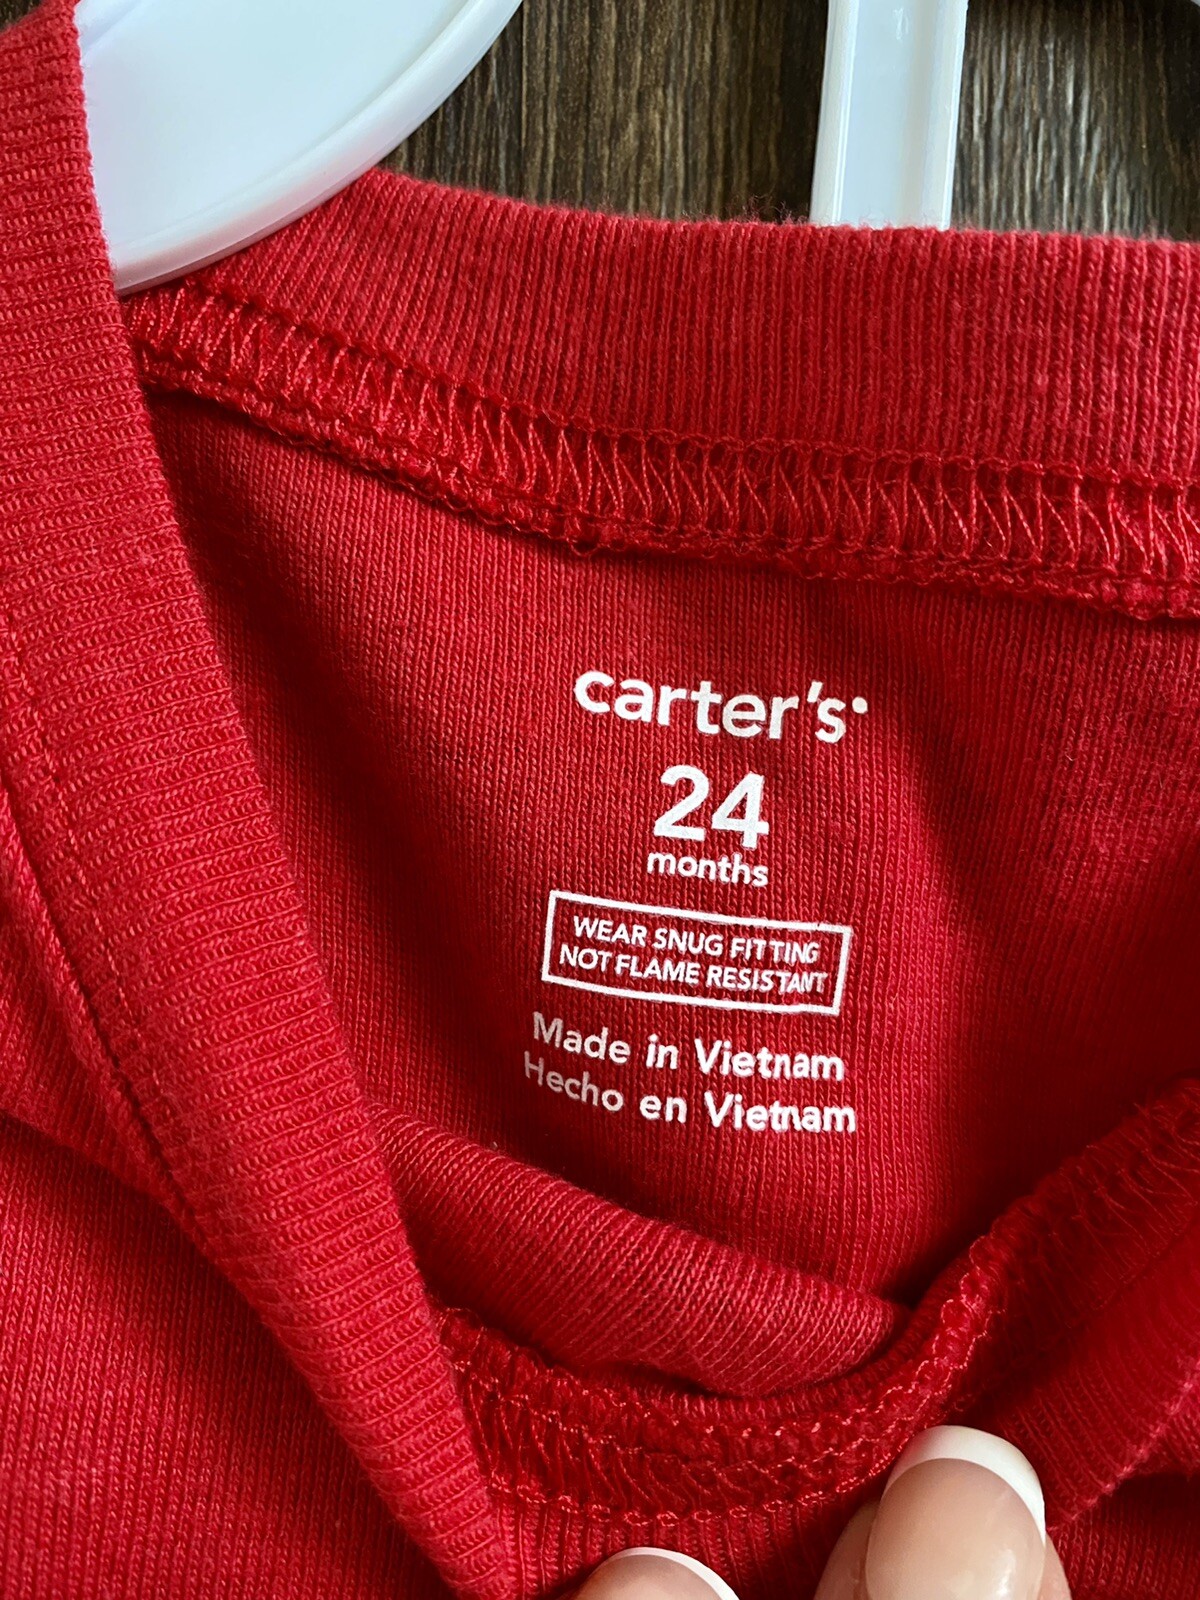 carter's
24
months
WEAR SNUG FITTING
NOT FLAME RESISTANT
Made in Vietnam
Hecho en Vietnam